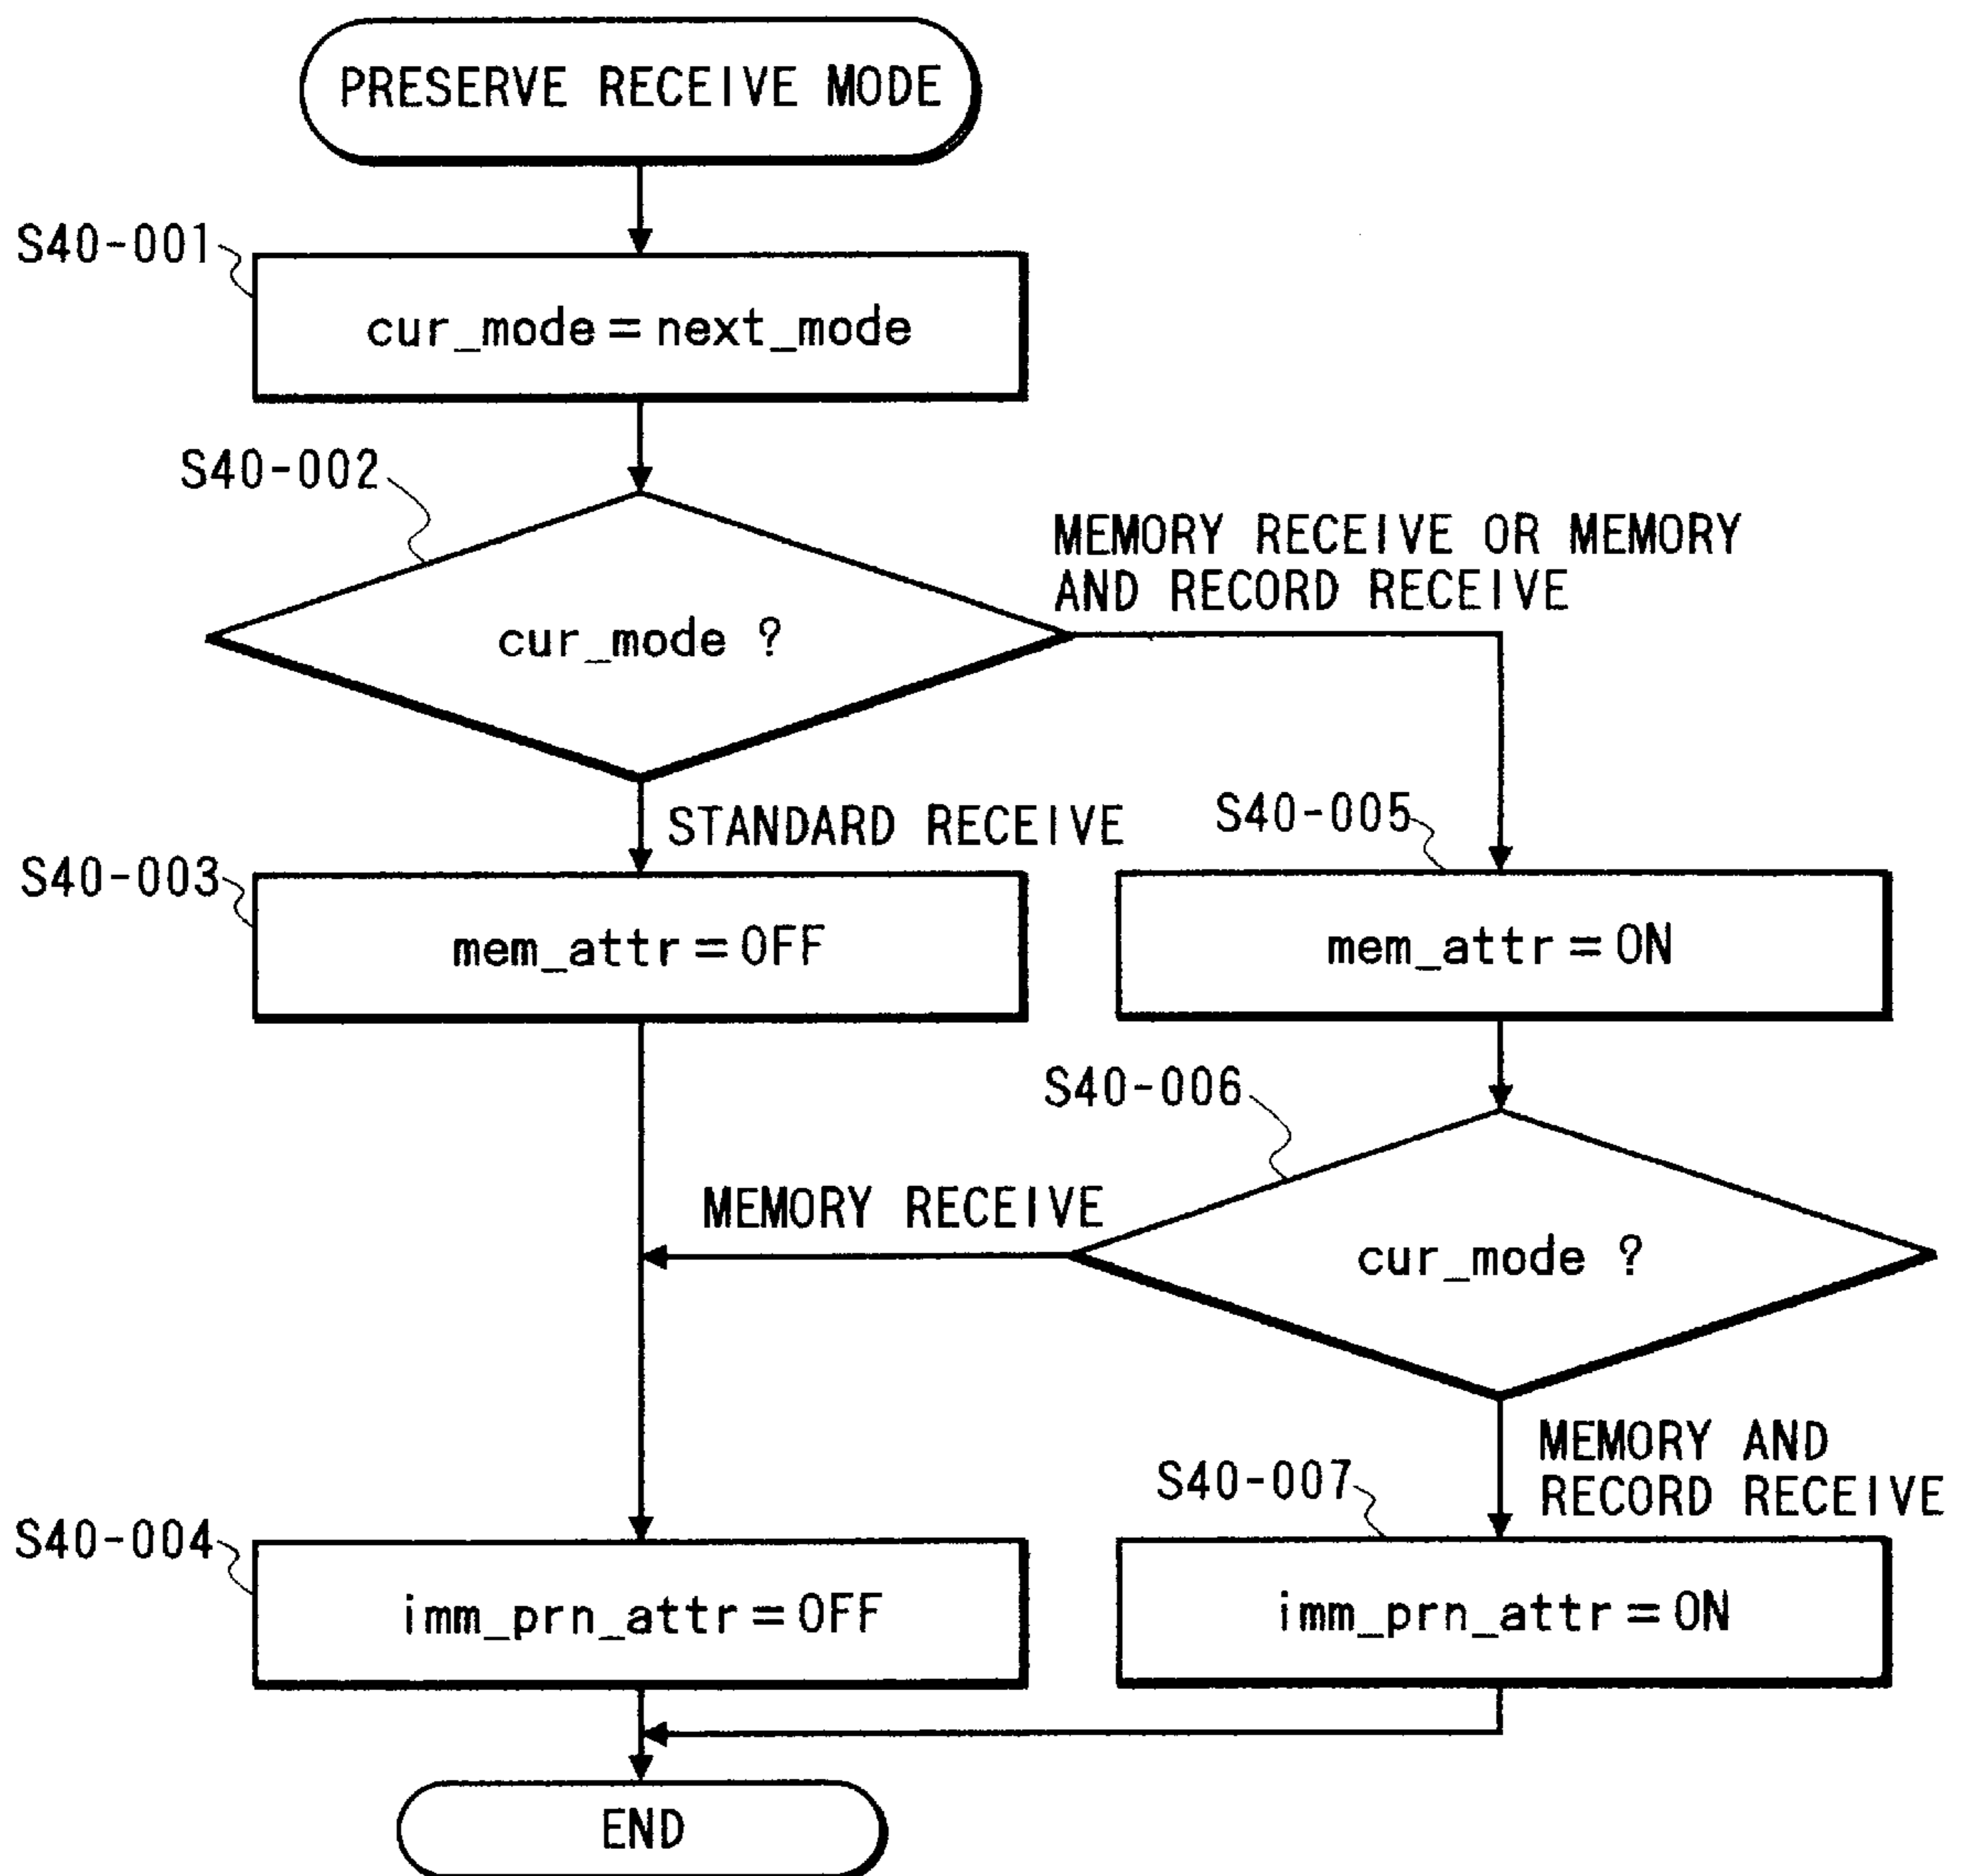 PRESERVE RECEIVE MODE
S40-001
cur_mode = next_mode
S40-002
MEMORY RECEIVE OR MEMORY
AND RECORD RECEIVE
cur_mode ?
STANDARD RECEIVE
S40-005
S40-003
mem_attr = OFF
mem_attr = ON
S40-006
MEMORY RECEIVE
cur_mode ?
MEMORY AND
RECORD RECEIVE
S40-007
S40-004
imm_prn_attr = OFF
imm_prn_attr = ON
END